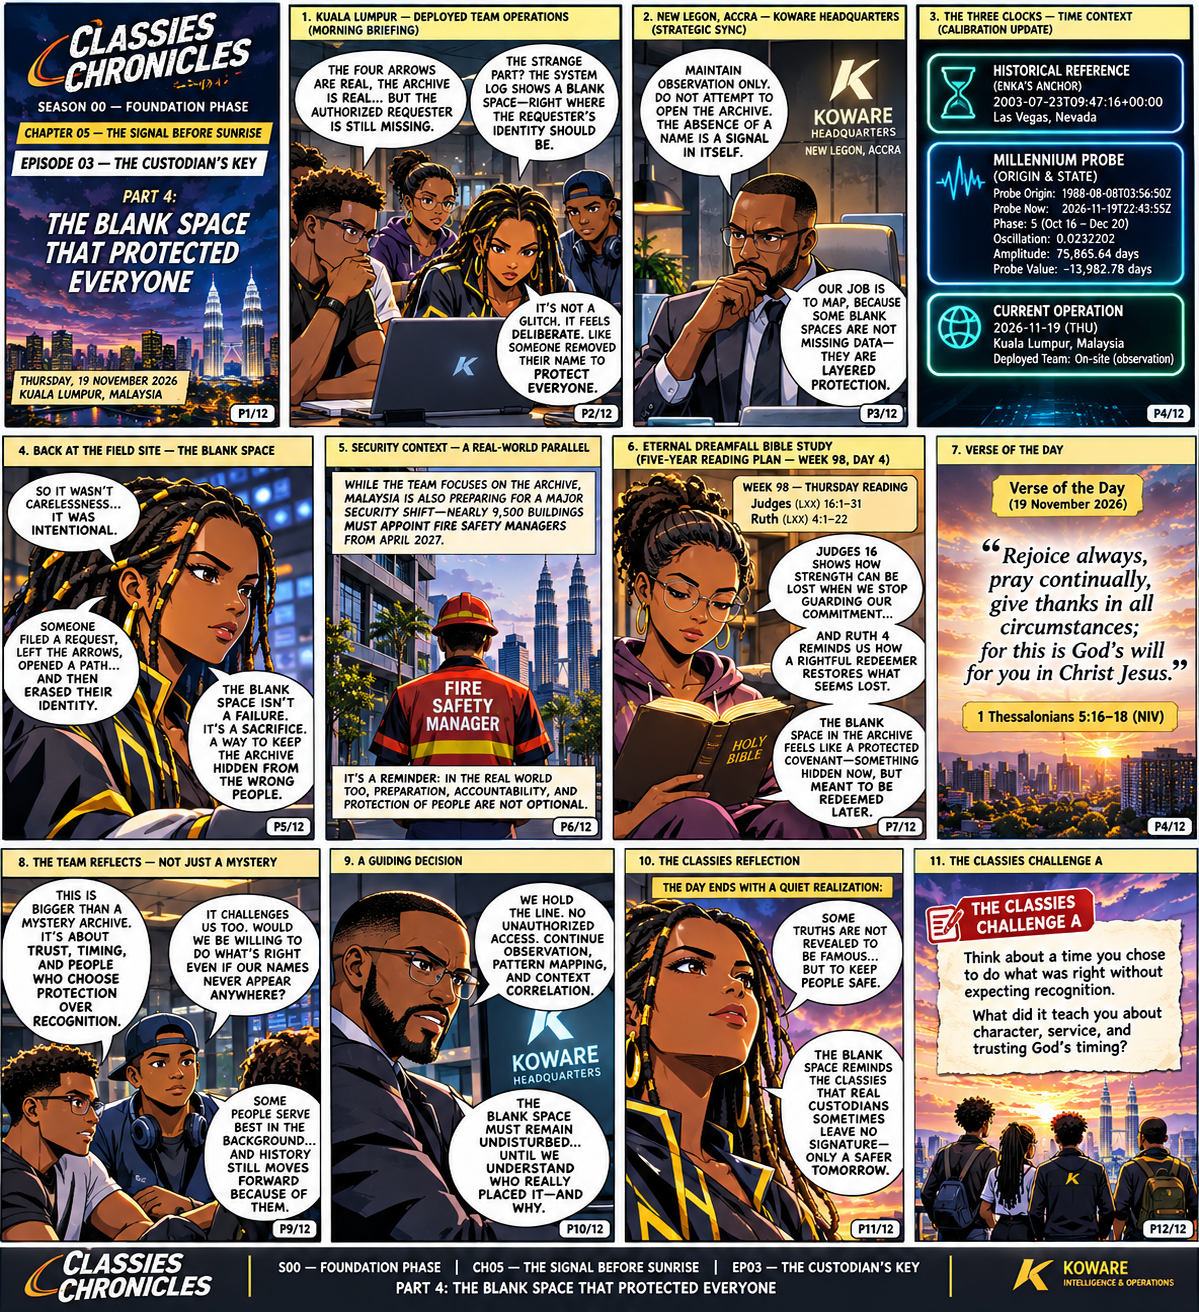 CLASSIES
CHRONICLES
SEASON 00 — FOUNDATION PHASE
CHAPTER 05 — THE SIGNAL BEFORE SUNRISE
EPISODE 03 — THE CUSTODIAN'S KEY
PART 4:
THE BLANK SPACE
THAT PROTECTED
EVERYONE
THURSDAY, 19 NOVEMBER 2026
KUALA LUMPUR, MALAYSIA
P1/12
1. KUALA LUMPUR — DEPLOYED TEAM OPERATIONS
(MORNING BRIEFING)
THE FOUR ARROWS
ARE REAL, THE ARCHIVE
IS REAL... BUT THE
AUTHORIZED REQUESTER
IS STILL MISSING.
THE STRANGE
PART? THE SYSTEM
LOG SHOWS A BLANK
SPACE—RIGHT WHERE
THE REQUESTER'S
IDENTITY SHOULD
BE.
IT'S NOT A
GLITCH. IT FEELS
DELIBERATE. LIKE
SOMEONE REMOVED
THEIR NAME TO
PROTECT
EVERYONE.
K
P2/12
2. NEW LEGON, ACCRA — KOWARE HEADQUARTERS
(STRATEGIC SYNC)
MAINTAIN
OBSERVATION ONLY.
DO NOT ATTEMPT TO
OPEN THE ARCHIVE.
THE ABSENCE OF A
NAME IS A SIGNAL
IN ITSELF.
K
KOWARE
HEADQUARTERS
NEW LEGON, ACCRA
OUR JOB IS
TO MAP, BECAUSE
SOME BLANK
SPACES ARE NOT
MISSING DATA—
THEY ARE
LAYERED
PROTECTION.
P3/12
3. THE THREE CLOCKS — TIME CONTEXT
(CALIBRATION UPDATE)
HISTORICAL REFERENCE
(ENKA'S ANCHOR)
2003-07-23T09:47:16+00:00
Las Vegas, Nevada
MILLENNIUM PROBE
(ORIGIN & STATE)
Probe Origin: 1988-08-08T03:56:50Z
Probe Now: 2026-11-19T22:43:55Z
Phase: 5 (Oct 16 – Dec 20)
Oscillation: 0.0232202
Amplitude: 75,865.64 days
Probe Value: −13,982.78 days
CURRENT OPERATION
2026-11-19 (THU)
Kuala Lumpur, Malaysia
Deployed Team: On-site (observation)
P4/12
4. BACK AT THE FIELD SITE — THE BLANK SPACE
SO IT WASN'T
CARELESSNESS...
IT WAS
INTENTIONAL.
SOMEONE
FILED A REQUEST,
LEFT THE ARROWS,
OPENED A PATH...
AND THEN
ERASED THEIR
IDENTITY.
THE BLANK
SPACE ISN'T
A FAILURE.
IT'S A SACRIFICE.
A WAY TO KEEP
THE ARCHIVE
HIDDEN FROM
THE WRONG
PEOPLE.
P5/12
5. SECURITY CONTEXT — A REAL-WORLD PARALLEL
WHILE THE TEAM FOCUSES ON THE ARCHIVE,
MALAYSIA IS ALSO PREPARING FOR A MAJOR
SECURITY SHIFT—NEARLY 9,500 BUILDINGS
MUST APPOINT FIRE SAFETY MANAGERS
FROM APRIL 2027.
FIRE
SAFETY
MANAGER
IT'S A REMINDER: IN THE REAL WORLD
TOO, PREPARATION, ACCOUNTABILITY, AND
PROTECTION OF PEOPLE ARE NOT OPTIONAL.
P6/12
6. ETERNAL DREAMFALL BIBLE STUDY
(FIVE-YEAR READING PLAN — WEEK 98, DAY 4)
WEEK 98 — THURSDAY READING
Judges (LXX) 16:1–31
Ruth (LXX) 4:1–22
JUDGES 16
SHOWS HOW
STRENGTH CAN BE
LOST WHEN WE STOP
GUARDING OUR
COMMITMENT...
AND RUTH 4
REMINDS US HOW
A RIGHTFUL REDEEMER
RESTORES WHAT
SEEMS LOST.
THE BLANK
SPACE IN THE ARCHIVE
FEELS LIKE A PROTECTED
COVENANT—SOMETHING
HIDDEN NOW, BUT
MEANT TO BE
REDEEMED
LATER.
HOLY
BIBLE
P7/12
7. VERSE OF THE DAY
Verse of the Day
(19 November 2026)
“Rejoice always,
pray continually,
give thanks in all
circumstances;
for this is God's will
for you in Christ Jesus.”
1 Thessalonians 5:16–18 (NIV)
P4/12
8. THE TEAM REFLECTS — NOT JUST A MYSTERY
THIS IS
BIGGER THAN A
MYSTERY ARCHIVE.
IT'S ABOUT
TRUST, TIMING,
AND PEOPLE
WHO CHOOSE
PROTECTION
OVER
RECOGNITION.
IT CHALLENGES
US TOO. WOULD
WE BE WILLING TO
DO WHAT'S RIGHT
EVEN IF OUR NAMES
NEVER APPEAR
ANYWHERE?
SOME
PEOPLE SERVE
BEST IN THE
BACKGROUND...
AND HISTORY
STILL MOVES
FORWARD
BECAUSE OF
THEM.
P9/12
9. A GUIDING DECISION
WE HOLD
THE LINE. NO
UNAUTHORIZED
ACCESS. CONTINUE
OBSERVATION,
PATTERN MAPPING,
AND CONTEXT
CORRELATION.
K
KOWARE
HEADQUARTERS
THE
BLANK SPACE
MUST REMAIN
UNDISTURBED...
UNTIL WE
UNDERSTAND
WHO REALLY
PLACED IT—AND
WHY.
P10/12
10. THE CLASSIES REFLECTION
THE DAY ENDS WITH A QUIET REALIZATION:
SOME
TRUTHS ARE NOT
REVEALED TO
BE FAMOUS...
BUT TO KEEP
PEOPLE SAFE.
THE BLANK
SPACE REMINDS
THE CLASSIES
THAT REAL
CUSTODIANS
SOMETIMES
LEAVE NO
SIGNATURE—
ONLY A SAFER
TOMORROW.
P11/12
11. THE CLASSIES CHALLENGE A
THE CLASSIES
CHALLENGE A
Think about a time you chose
to do what was right without
expecting recognition.
What did it teach you about
character, service, and
trusting God's timing?
K
P12/12
CLASSIES
CHRONICLES
S00 — FOUNDATION PHASE | CH05 — THE SIGNAL BEFORE SUNRISE | EP03 — THE CUSTODIAN'S KEY
PART 4: THE BLANK SPACE THAT PROTECTED EVERYONE
K
KOWARE
INTELLIGENCE & OPERATIONS